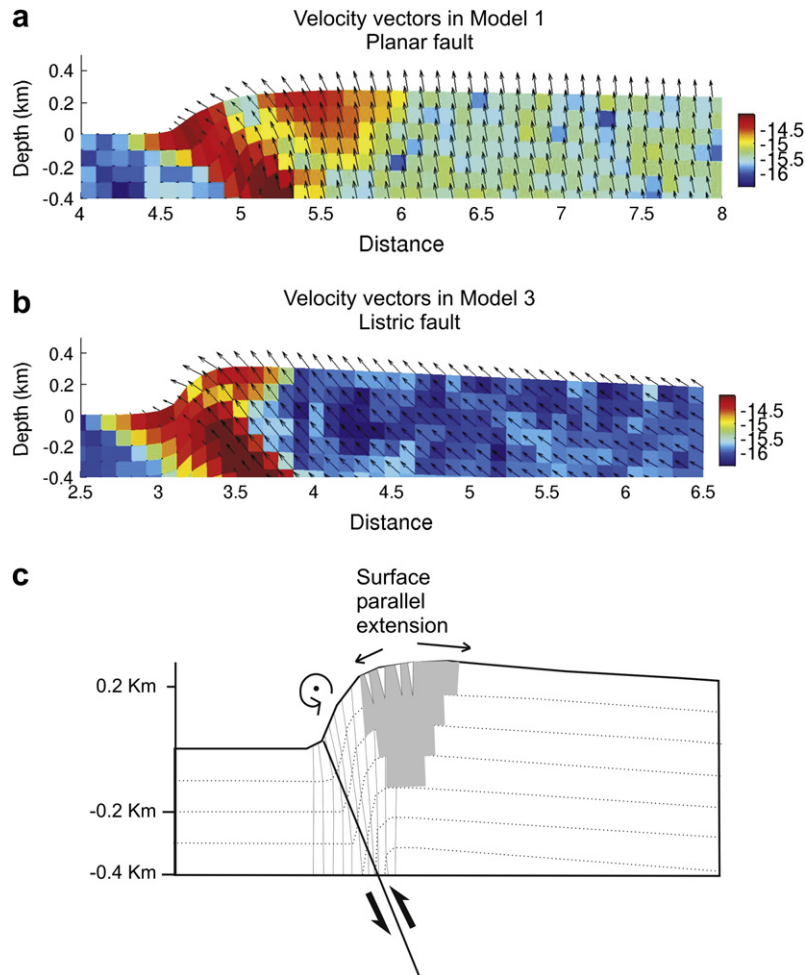 a
Velocity vectors in Model 1
Planar fault
Depth (km)
0.4
0.2
0
-0.2
-0.4
4 4.5 5 5.5 6 6.5 7 7.5 8
Distance
-14.5
-15.5
-16
b
Velocity vectors in Model 3
Listric fault
Depth (km)
0.4
0.2
0
-0.2
-0.4
2.5 3 3.5 4 4.5 5 5.5 6 6.5
Distance
-14.5
-15.5
-16
c
Surface
parallel
extension
0.2 Km
-0.2 Km
-0.4 Km